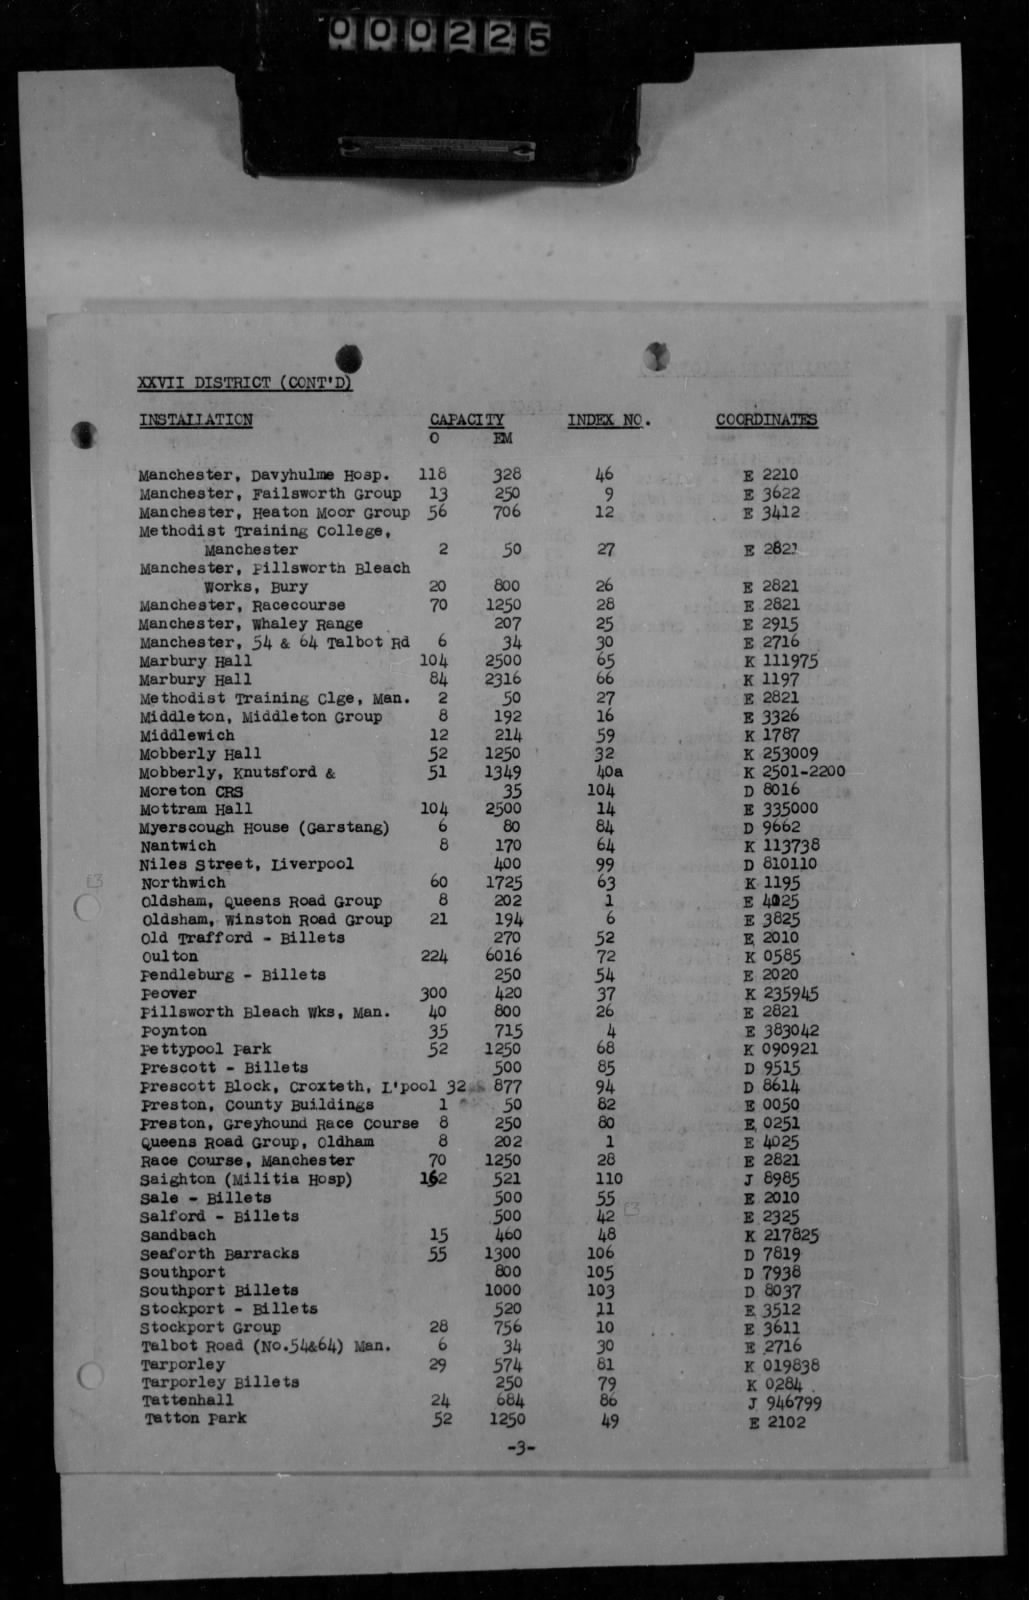 000225
XXVII DISTRICT (CONT'D)
INSTALLATION CAPACITY INDEX NO. COORDINATES
O EM
Manchester, Davyhulme Hosp. 118 328 46 E 2210
Manchester, Failsworth Group 13 250 9 E 3622
Manchester, Heaton Moor Group 56 706 12 E 3412
Methodist Training College,
Manchester 2 50 27 E 2821
Manchester, Pillsworth Bleach
Works, Bury 20 800 26 E 2821
Manchester, Racecourse 70 1250 28 E 2821
Manchester, Whaley Range 207 25 E 2915
Manchester, 54 & 64 Talbot Rd 6 34 30 E 2716
Marbury Hall 104 2500 65 K 111975
Marbury Hall 84 2316 66 K 1197
Methodist Training Clge, Man. 2 50 27 E 2821
Middleton, Middleton Group 8 192 16 E 3326
Middlewich 12 214 59 K 1787
Mobberly Hall 52 1250 32 K 253009
Mobberly, Knutsford & 51 1349 40a K 2501-2200
Moreton CRS 35 104 D 8016
Mottram Hall 104 2500 14 E 335000
Myerscough House (Garstang) 6 80 84 D 9662
Nantwich 8 170 64 K 113738
Niles Street, Liverpool 400 99 D 810110
Northwich 60 1725 63 K 1195
Oldsham, Queens Road Group 8 202 1 E 4025
Oldsham, Winston Road Group 21 194 6 E 3825
Old Trafford - Billets 270 52 E 2010
Oulton 224 6016 72 K 0585
Pendleburg - Billets 250 54 E 2020
Peover 300 420 37 K 235945
Pillsworth Bleach Wks, Man. 40 800 26 E 2821
Poynton 35 715 4 E 383042
Pettypool Park 52 1250 68 K 090921
Prescott - Billets 500 85 D 9515
Prescott Block, Croxteth, L'pool 32 877 94 D 8614
Preston, County Buildings 1 50 82 E 0050
Preston, Greyhound Race Course 8 250 80 E 0251
Queens Road Group, Oldham 8 202 1 E 4025
Race Course, Manchester 70 1250 28 E 2821
Saighton (Militia Hosp) 162 521 110 J 8985
Sale - Billets 500 55 E 2010
Salford - Billets 500 42 E 2325
Sandbach 15 460 48 K 217825
Seaforth Barracks 55 1300 106 D 7819
Southport 800 105 D 7938
Southport Billets 1000 103 D 8037
Stockport - Billets 520 11 E 3512
Stockport Group 28 756 10 E 3611
Talbot Road (No.54&64) Man. 6 34 30 E 2716
Tarporley 29 574 81 K 019838
Tarporley Billets 250 79 K 0284
Tattenhall 24 684 86 J 946799
Tatton Park 52 1250 49 E 2102
-3-